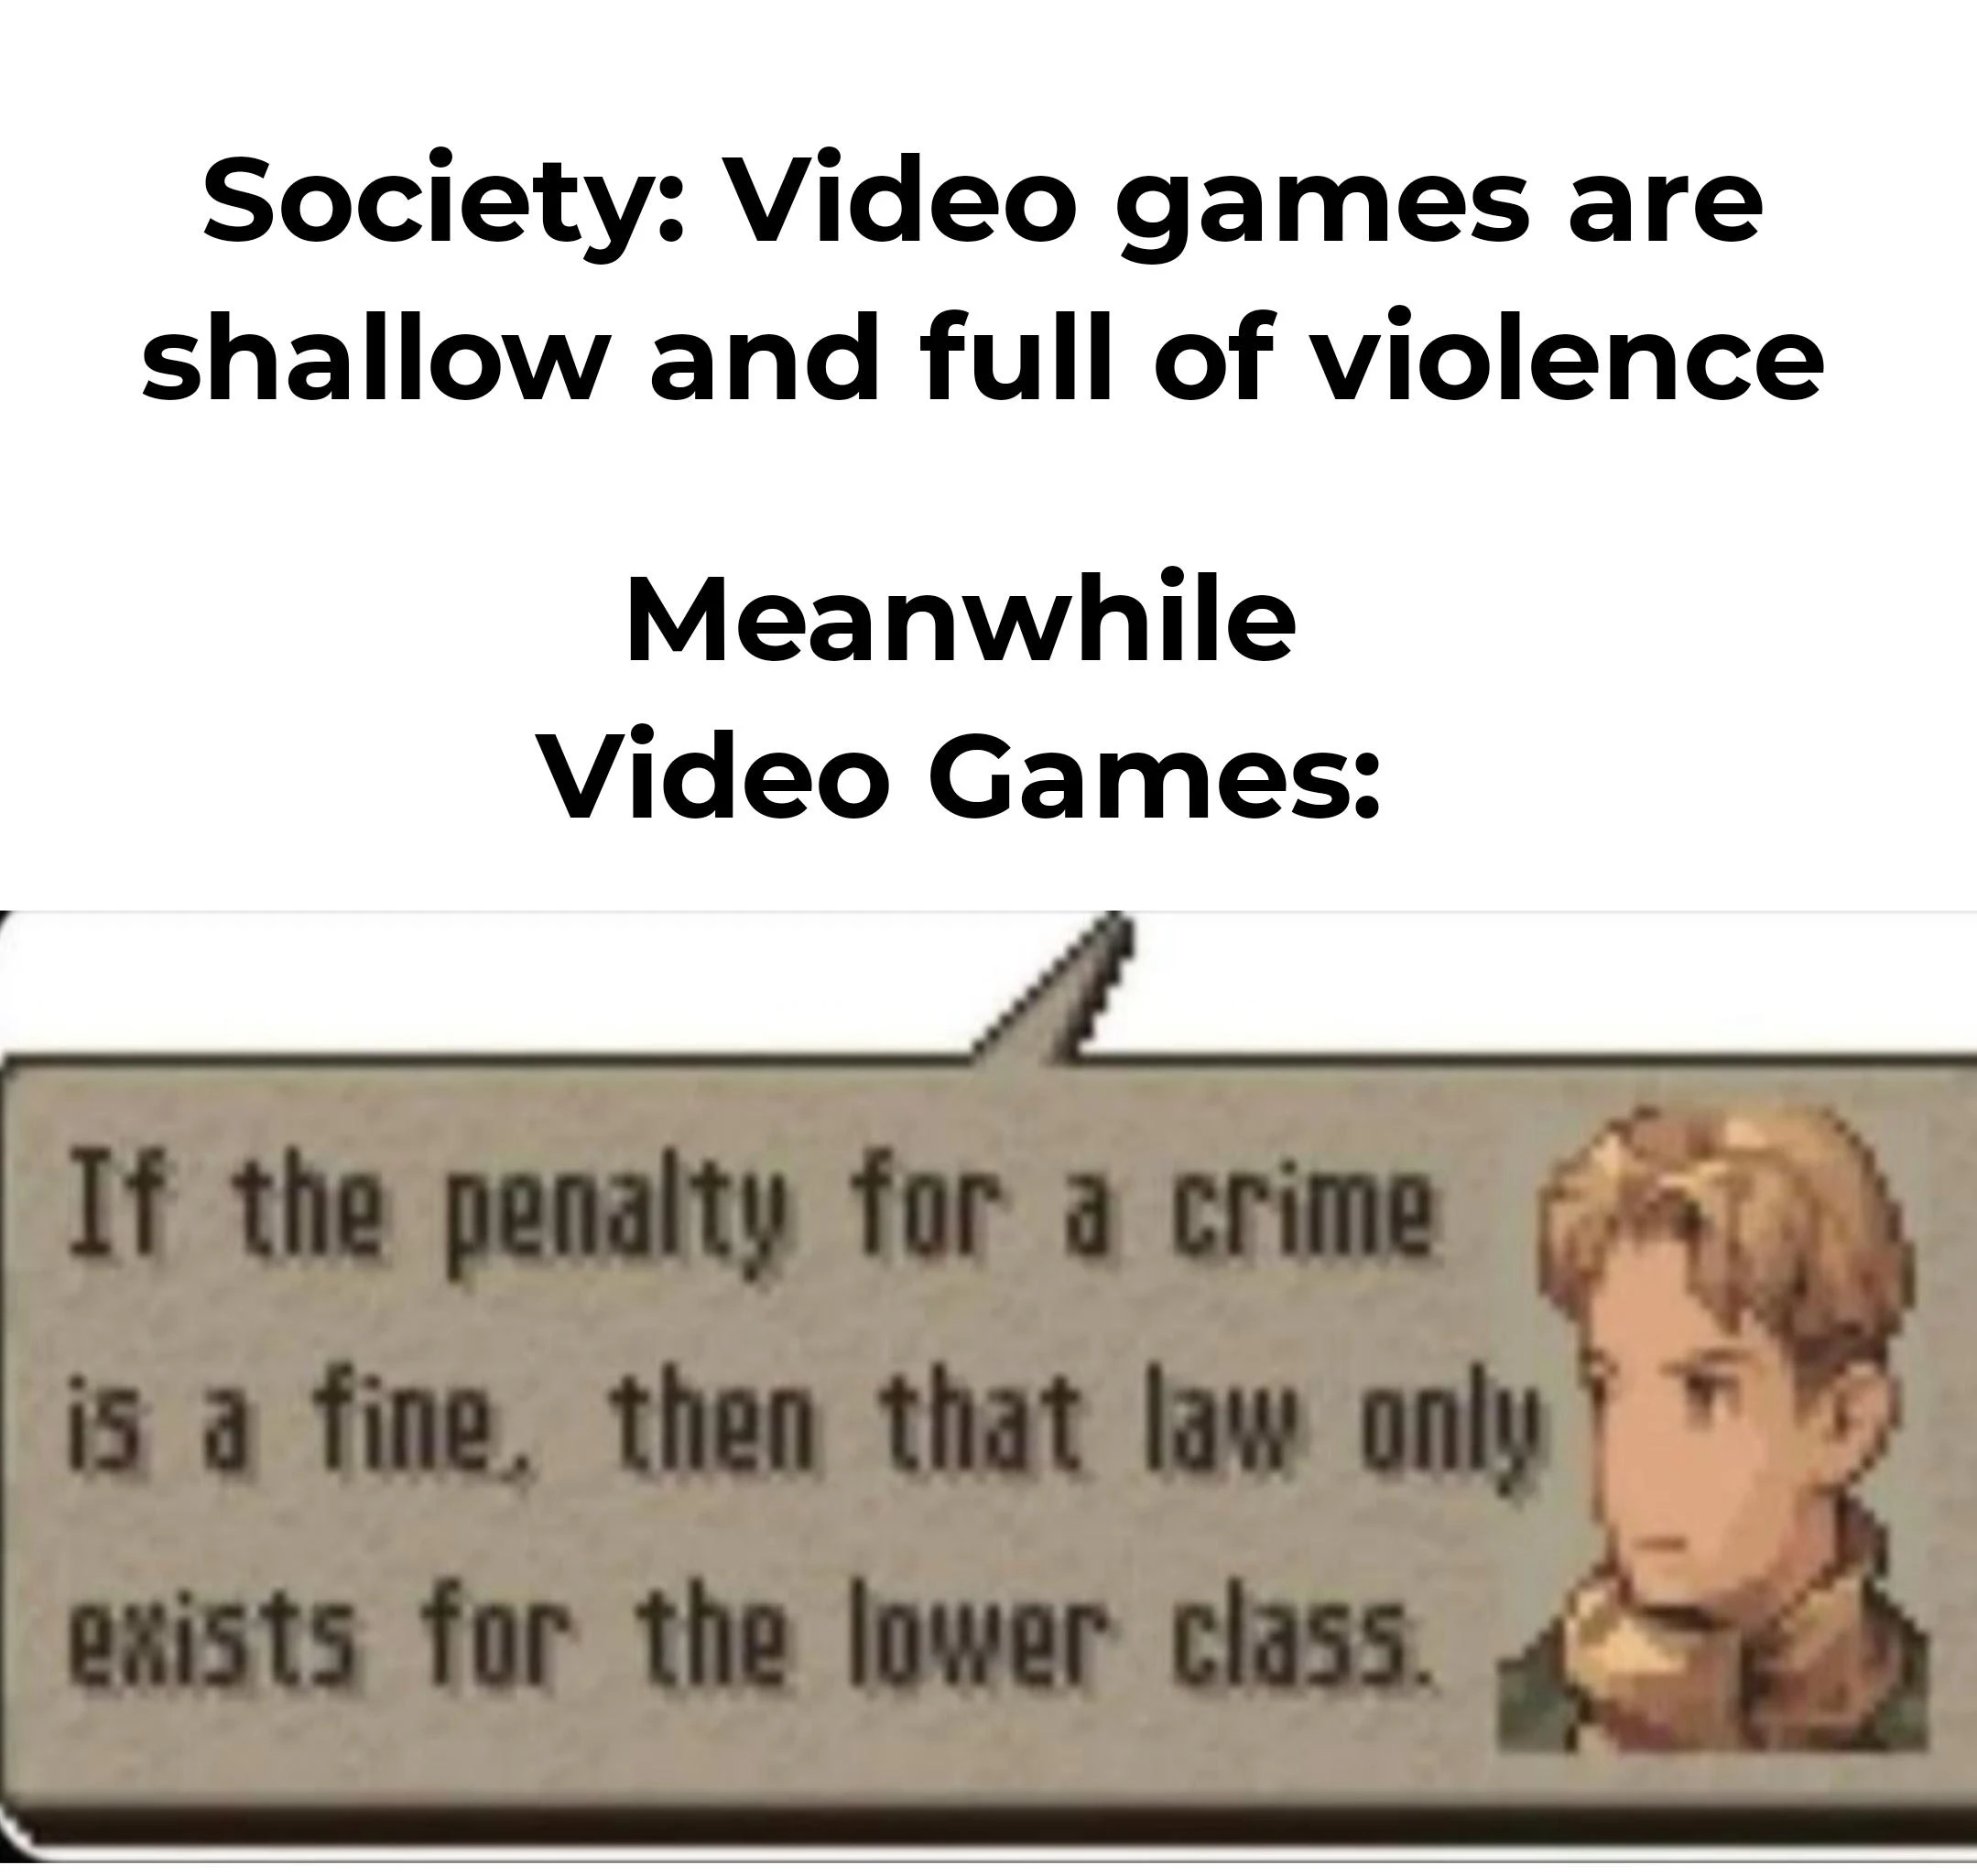 Society: Video games are
shallow and full of violence
Meanwhile
Video Games:
If the penalty for a crime
is a fine, then that law only
exists for the lower class.